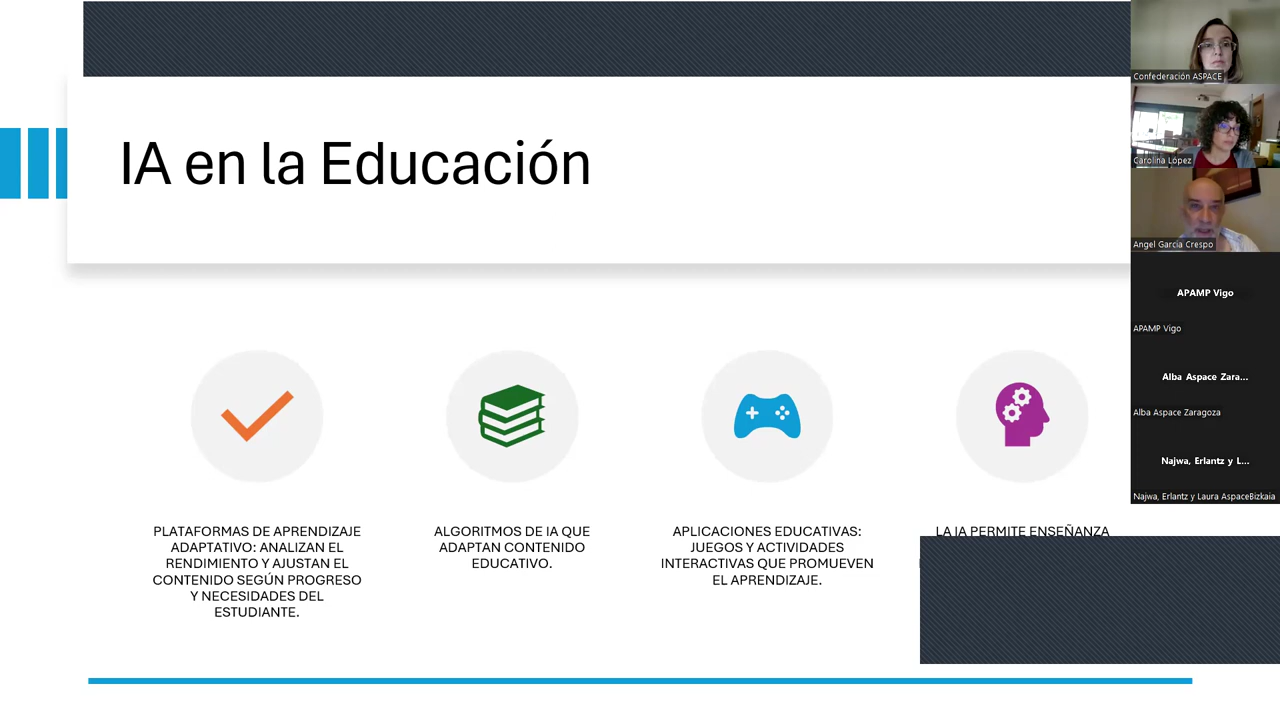 IA en la Educación
PLATAFORMAS DE APRENDIZAJE
ADAPTATIVO: ANALIZAN EL
RENDIMIENTO Y AJUSTAN EL
CONTENIDO SEGÚN PROGRESO
Y NECESIDADES DEL
ESTUDIANTE.
ALGORITMOS DE IA QUE
ADAPTAN CONTENIDO
EDUCATIVO.
APLICACIONES EDUCATIVAS:
JUEGOS Y ACTIVIDADES
INTERACTIVAS QUE PROMUEVEN
EL APRENDIZAJE.
LA IA PERMITE ENSEÑANZA
Confederación ASPACE
Carolina López
Angel García Crespo
APAMP Vigo
APAMP Vigo
Alba Aspace Zara...
Alba Aspace Zaragoza
Najwa, Erlantz y L...
Najwa, Erlantz y Laura AspaceBizkaia